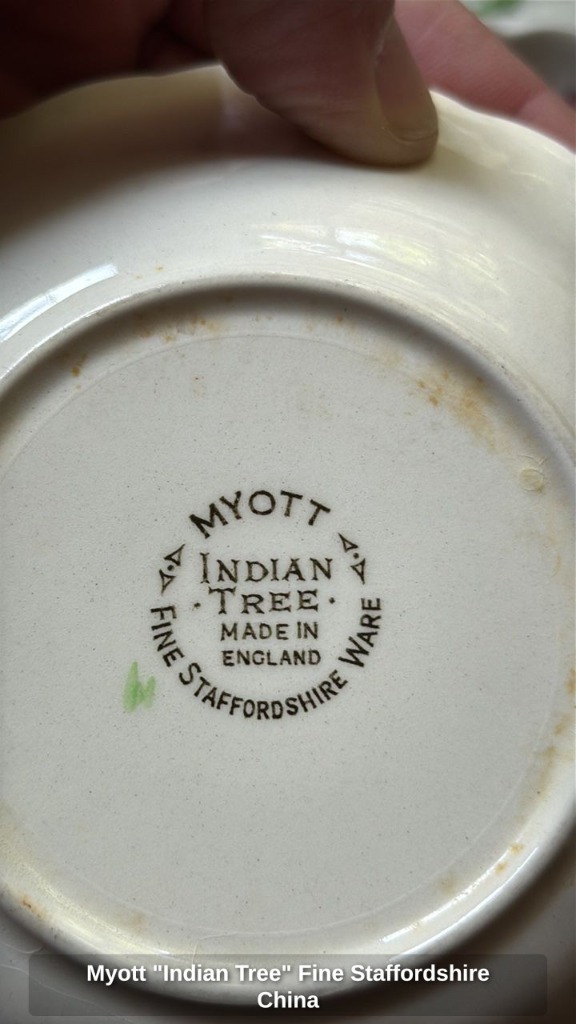 MYOTT
INDIAN
· TREE ·
MADE IN
ENGLAND
FINE STAFFORDSHIRE WARE
Myott "Indian Tree" Fine Staffordshire
China